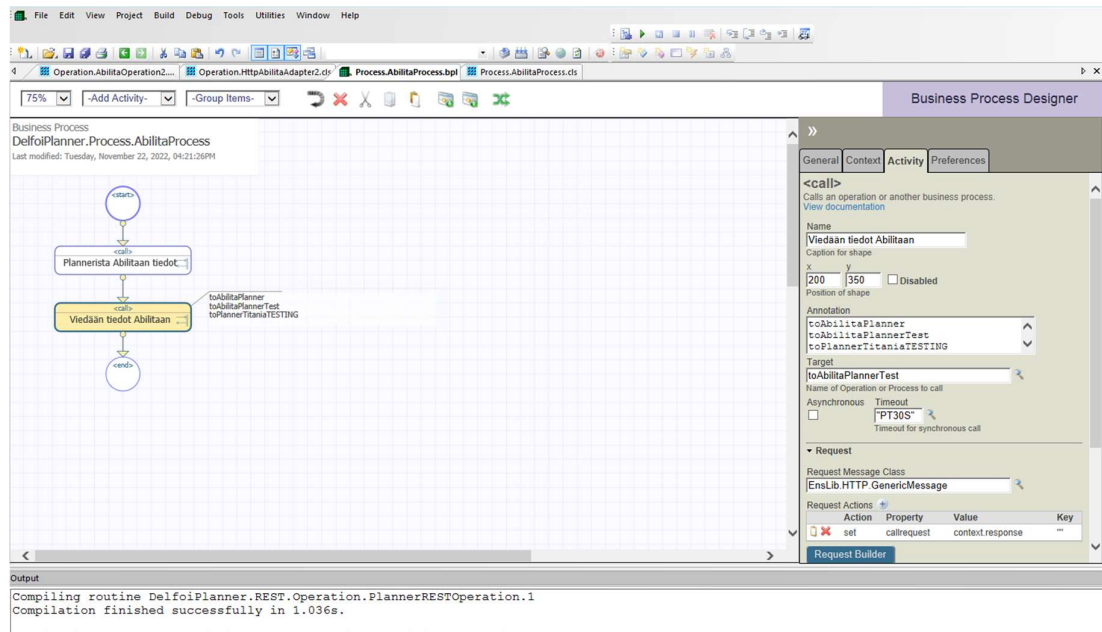 File Edit View Project Build Debug Tools Utilities Window Help
Operation.AbilitaOperation2.... Operation.HttpAbilitaAdapter2.cls Process.AbilitaProcess.bpl Process.AbilitaProcess.cls
75% -Add Activity- -Group Items- Business Process Designer
Business Process
DelfoiPlanner.Process.AbilitaProcess
Last modified: Tuesday, November 22, 2022, 04:21:26PM
<start>
<call>
Plannerista Abilitaan tiedot
<call>
Viedään tiedot Abilitaan
toAbilitaPlanner
toAbilitaPlannerTest
toPlannerTitaniaTESTING
<end>
»
General Context Activity Preferences
<call>
Calls an operation or another business process.
View documentation
Name
Viedään tiedot Abilitaan
Caption for shape
x y
200 350 Disabled
Position of shape
Annotation
toAbilitaPlanner
toAbilitaPlannerTest
toPlannerTitaniaTESTING
Target
toAbilitaPlannerTest
Name of Operation or Process to call
Asynchronous Timeout
"PT30S"
Timeout for synchronous call
Request
Request Message Class
EnsLib.HTTP.GenericMessage
Request Actions
Action Property Value Key
set callrequest context.response ""
Request Builder
Output
Compiling routine DelfoiPlanner.REST.Operation.PlannerRESTOperation.1
Compilation finished successfully in 1.036s.